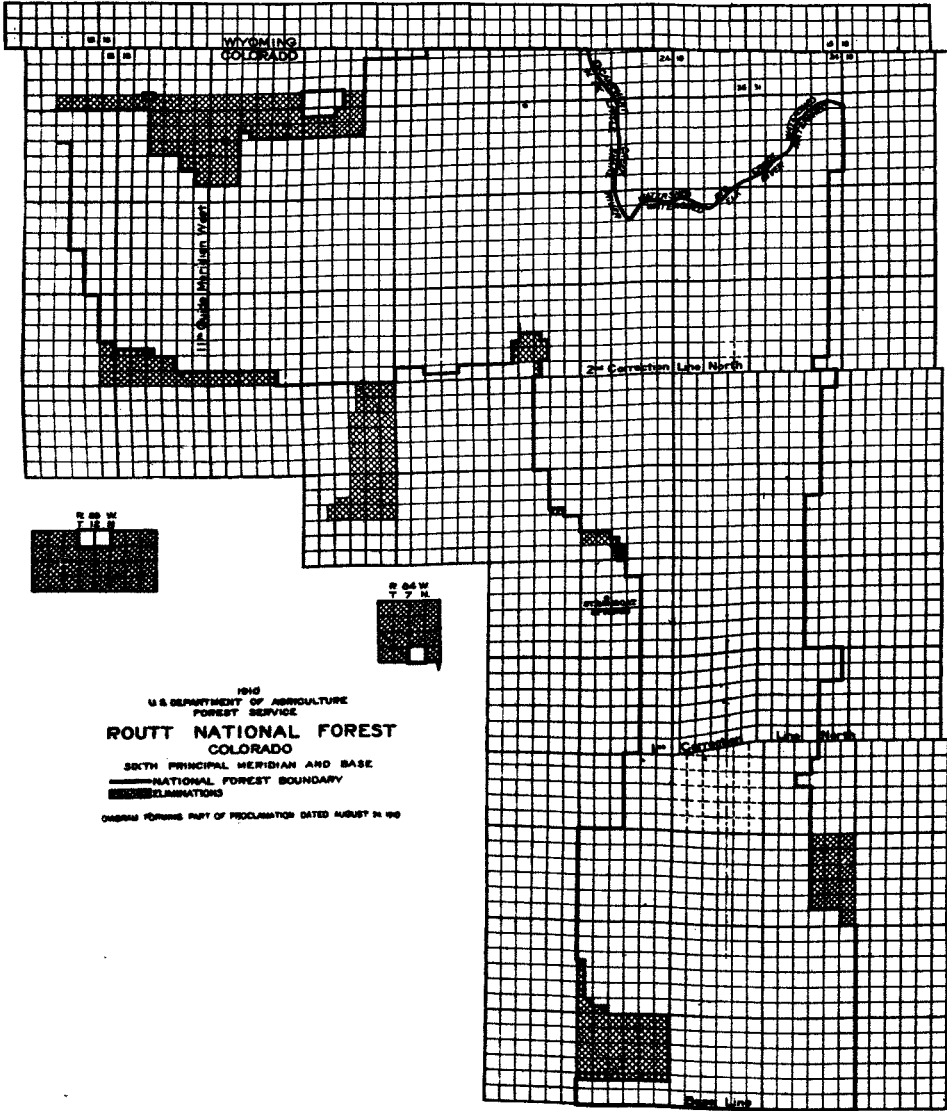 WYOMING
COLORADO
11th Guide Meridian West
2nd Correction Line North
R 88 W
T 12 N
R 84 W
T 7 N.
STEAMBOAT
SPRINGS
1st Correction Line North
1910
U.S. DEPARTMENT OF AGRICULTURE
FOREST SERVICE
ROUTT NATIONAL FOREST
COLORADO
SIXTH PRINCIPAL MERIDIAN AND BASE
NATIONAL FOREST BOUNDARY
ELIMINATIONS
DIAGRAM FORMING PART OF PROCLAMATION DATED AUGUST 24 1910
Base Line